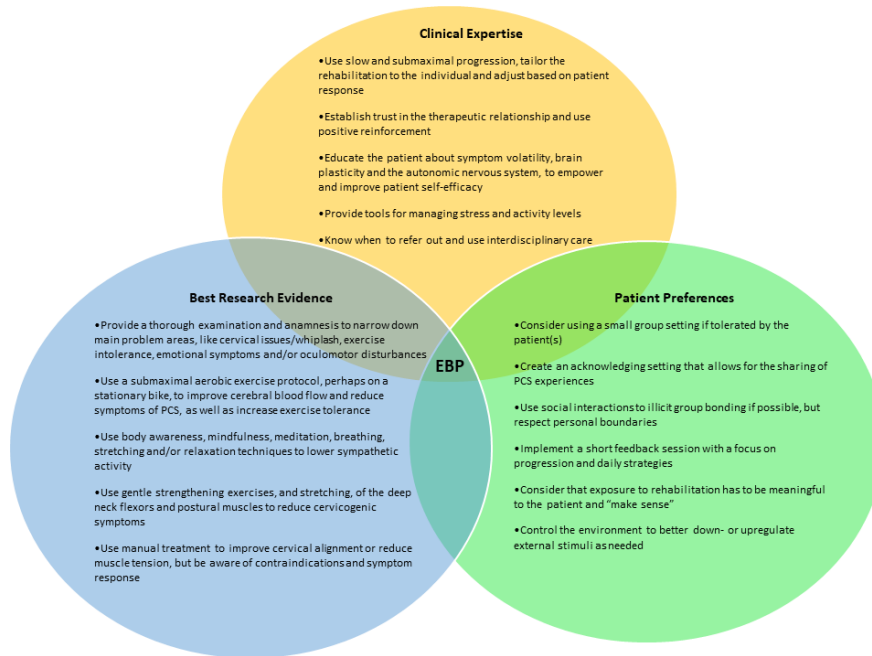 Clinical Expertise
•Use slow and submaximal progression, tailor the
rehabilitation to the individual and adjust based on patient
response
•Establish trust in the therapeutic relationship and use
positive reinforcement
•Educate the patient about symptom volatility, brain
plasticity and the autonomic nervous system, to empower
and improve patient self-efficacy
•Provide tools for managing stress and activity levels
•Know when to refer out and use interdisciplinary care
Best Research Evidence
•Provide a thorough examination and anamnesis to narrow down
main problem areas, like cervical issues/whiplash, exercise
intolerance, emotional symptoms and/or oculomotor disturbances
•Use a submaximal aerobic exercise protocol, perhaps on a
stationary bike, to improve cerebral blood flow and reduce
symptoms of PCS, as well as increase exercise tolerance
•Use body awareness, mindfulness, meditation, breathing,
stretching and/or relaxation techniques to lower sympathetic
activity
•Use gentle strengthening exercises, and stretching, of the deep
neck flexors and postural muscles to reduce cervicogenic
symptoms
•Use manual treatment to improve cervical alignment or reduce
muscle tension, but be aware of contraindications and symptom
response
EBP
Patient Preferences
•Consider using a small group setting if tolerated by the
patient(s)
•Create an acknowledging setting that allows for the sharing of
PCS experiences
•Use social interactions to illicit group bonding if possible, but
respect personal boundaries
•Implement a short feedback session with a focus on
progression and daily strategies
•Consider that exposure to rehabilitation has to be meaningful
to the patient and “make sense”
•Control the environment to better down- or upregulate
external stimuli as needed